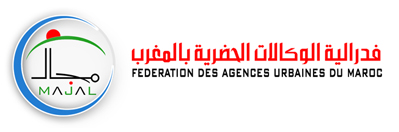 مجال
MAJAL
فدرالية الوكالات الحضرية بالمغرب
FEDERATION DES AGENCES URBAINES DU MAROC